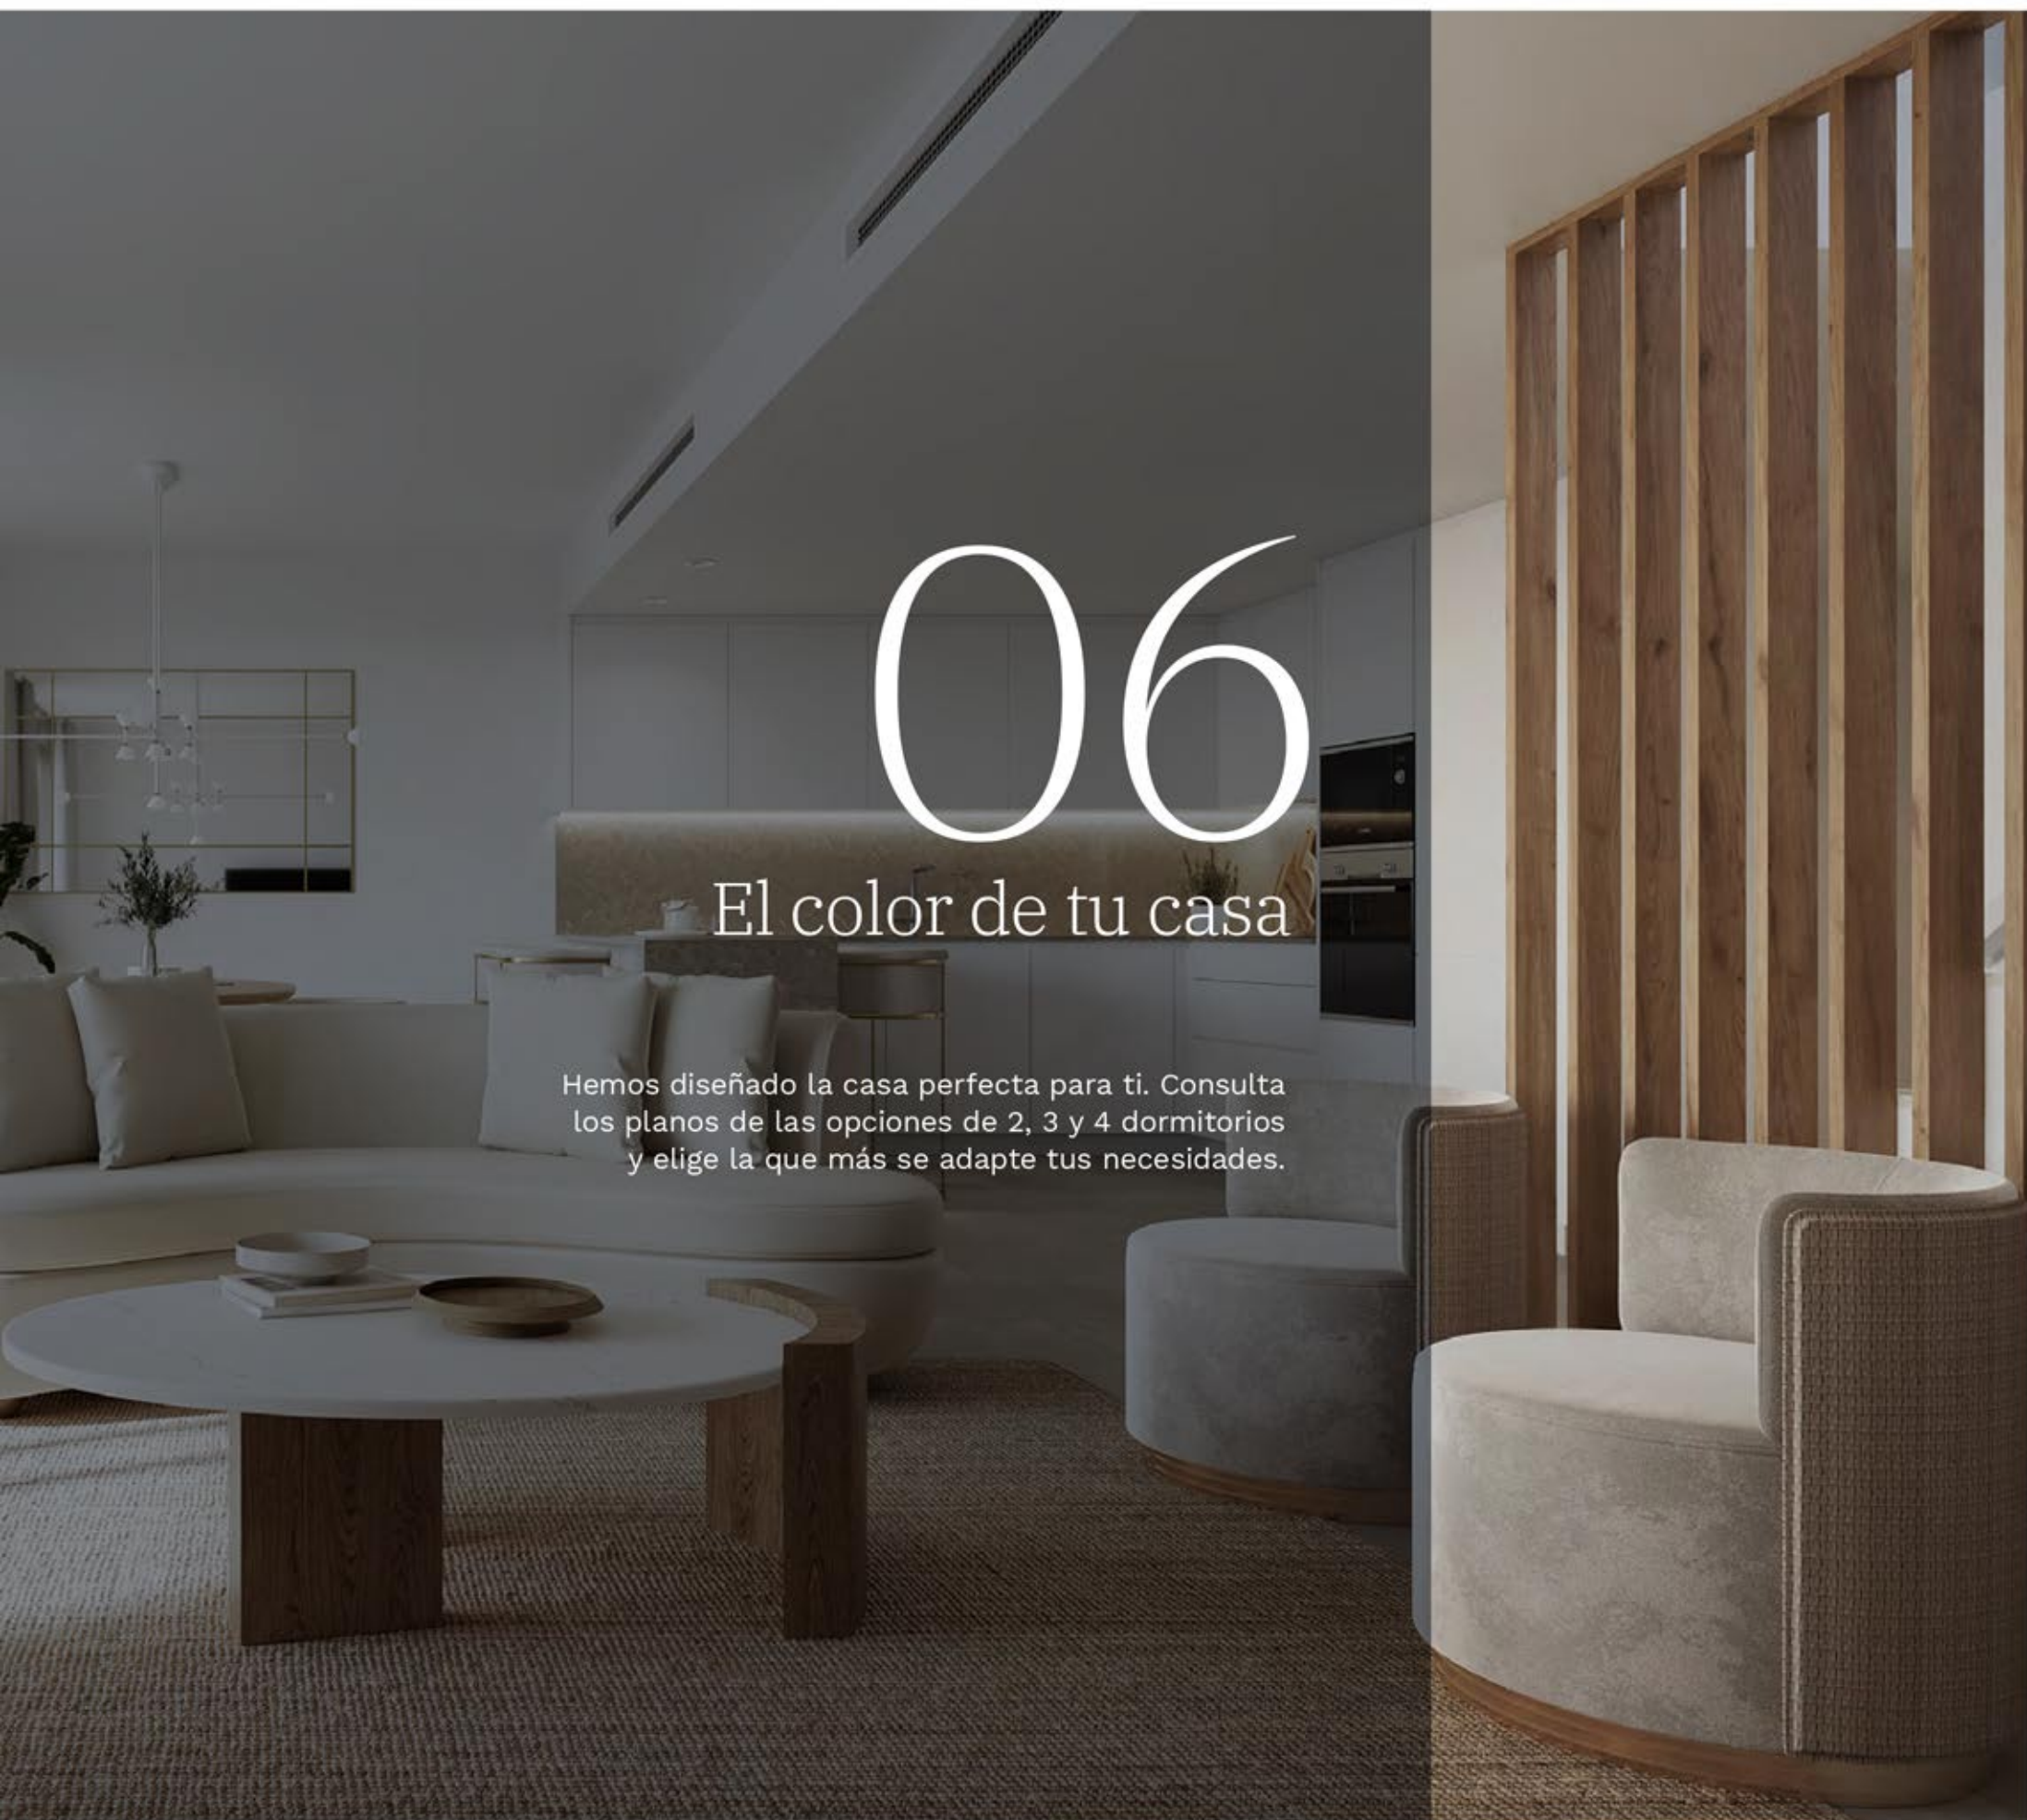 06
El color de tu casa
Hemos diseñado la casa perfecta para ti. Consulta
los planos de las opciones de 2, 3 y 4 dormitorios
y elige la que más se adapte tus necesidades.